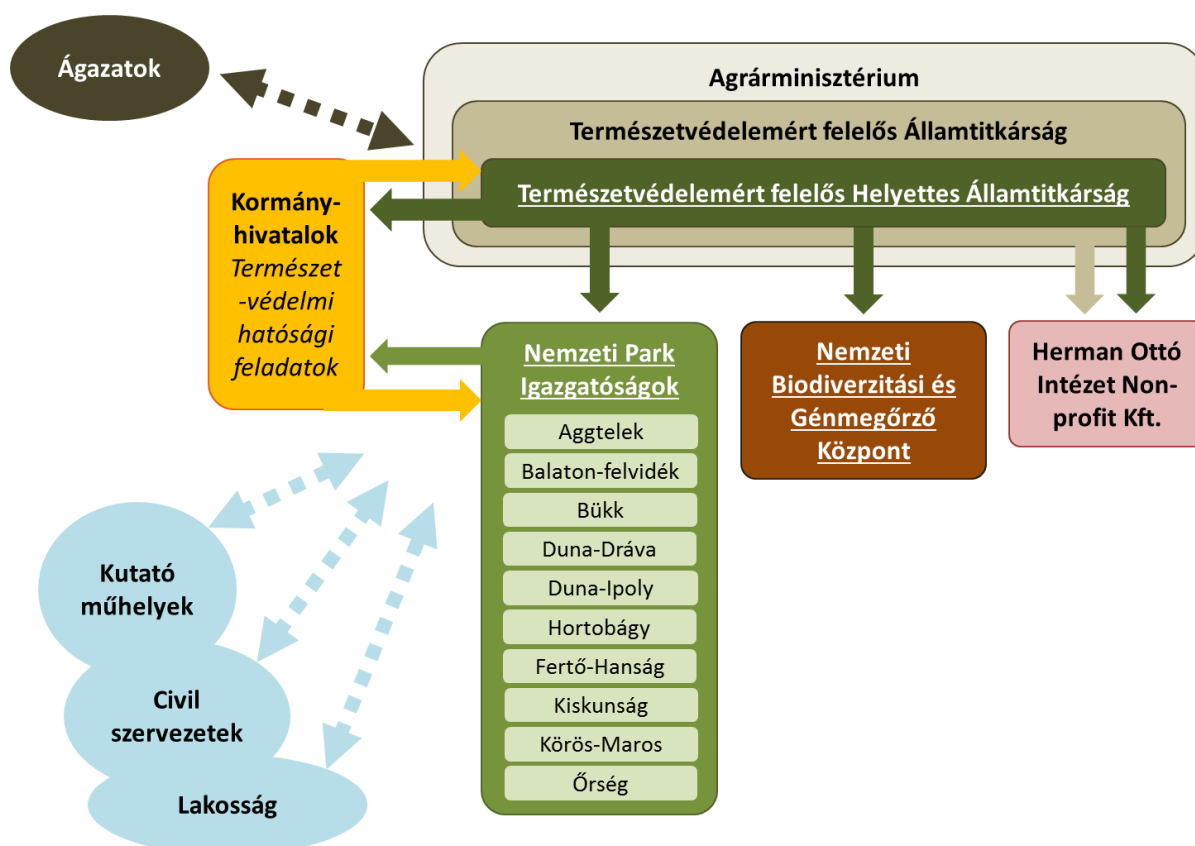 Ágazatok
Agrárminisztérium
Természetvédelemért felelős Államtitkárság
Természetvédelemért felelős Helyettes Államtitkárság
Kormány-
hivatalok
Természet
-védelmi
hatósági
feladatok
Nemzeti Park
Igazgatóságok
Aggtelek
Balaton-felvidék
Bükk
Duna-Dráva
Duna-Ipoly
Hortobágy
Fertő-Hanság
Kiskunság
Körös-Maros
Őrség
Nemzeti
Biodiverzitási és
Génmegőrző
Központ
Herman Ottó
Intézet Non-
profit Kft.
Kutató
műhelyek
Civil
szervezetek
Lakosság